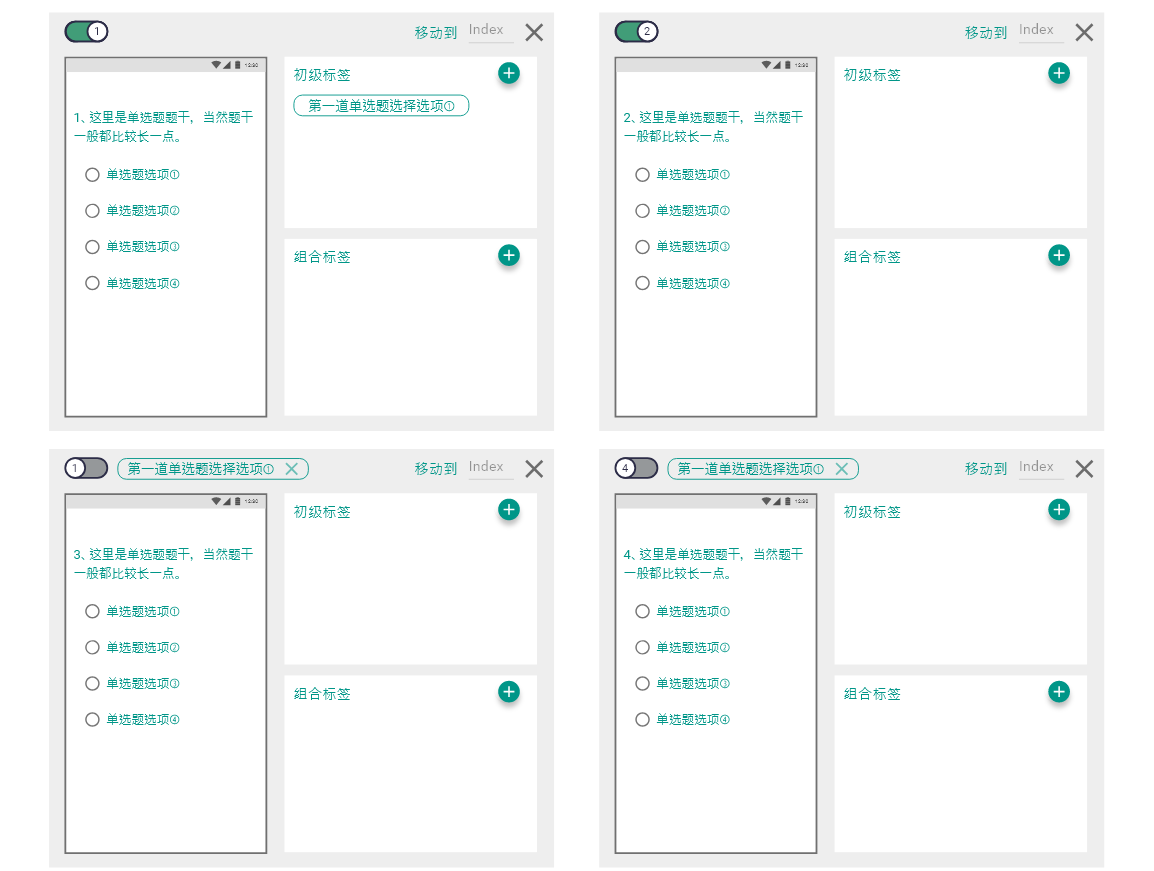 1
移动到 Index
12:30
1、这里是单选题题干，当然题干
一般都比较长一点。
单选题选项①
单选题选项②
单选题选项③
单选题选项④
初级标签
第一道单选题选择选项①
组合标签
2
移动到 Index
12:30
2、这里是单选题题干，当然题干
一般都比较长一点。
单选题选项①
单选题选项②
单选题选项③
单选题选项④
初级标签
组合标签
1
第一道单选题选择选项①
移动到 Index
12:30
3、这里是单选题题干，当然题干
一般都比较长一点。
单选题选项①
单选题选项②
单选题选项③
单选题选项④
初级标签
组合标签
4
第一道单选题选择选项①
移动到 Index
12:30
4、这里是单选题题干，当然题干
一般都比较长一点。
单选题选项①
单选题选项②
单选题选项③
单选题选项④
初级标签
组合标签